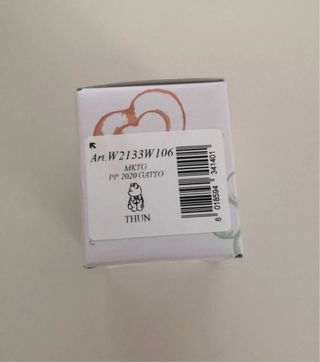 Art.W2133W106
MKTG
PP 2020 GATTO
THUN
8 018594 341401